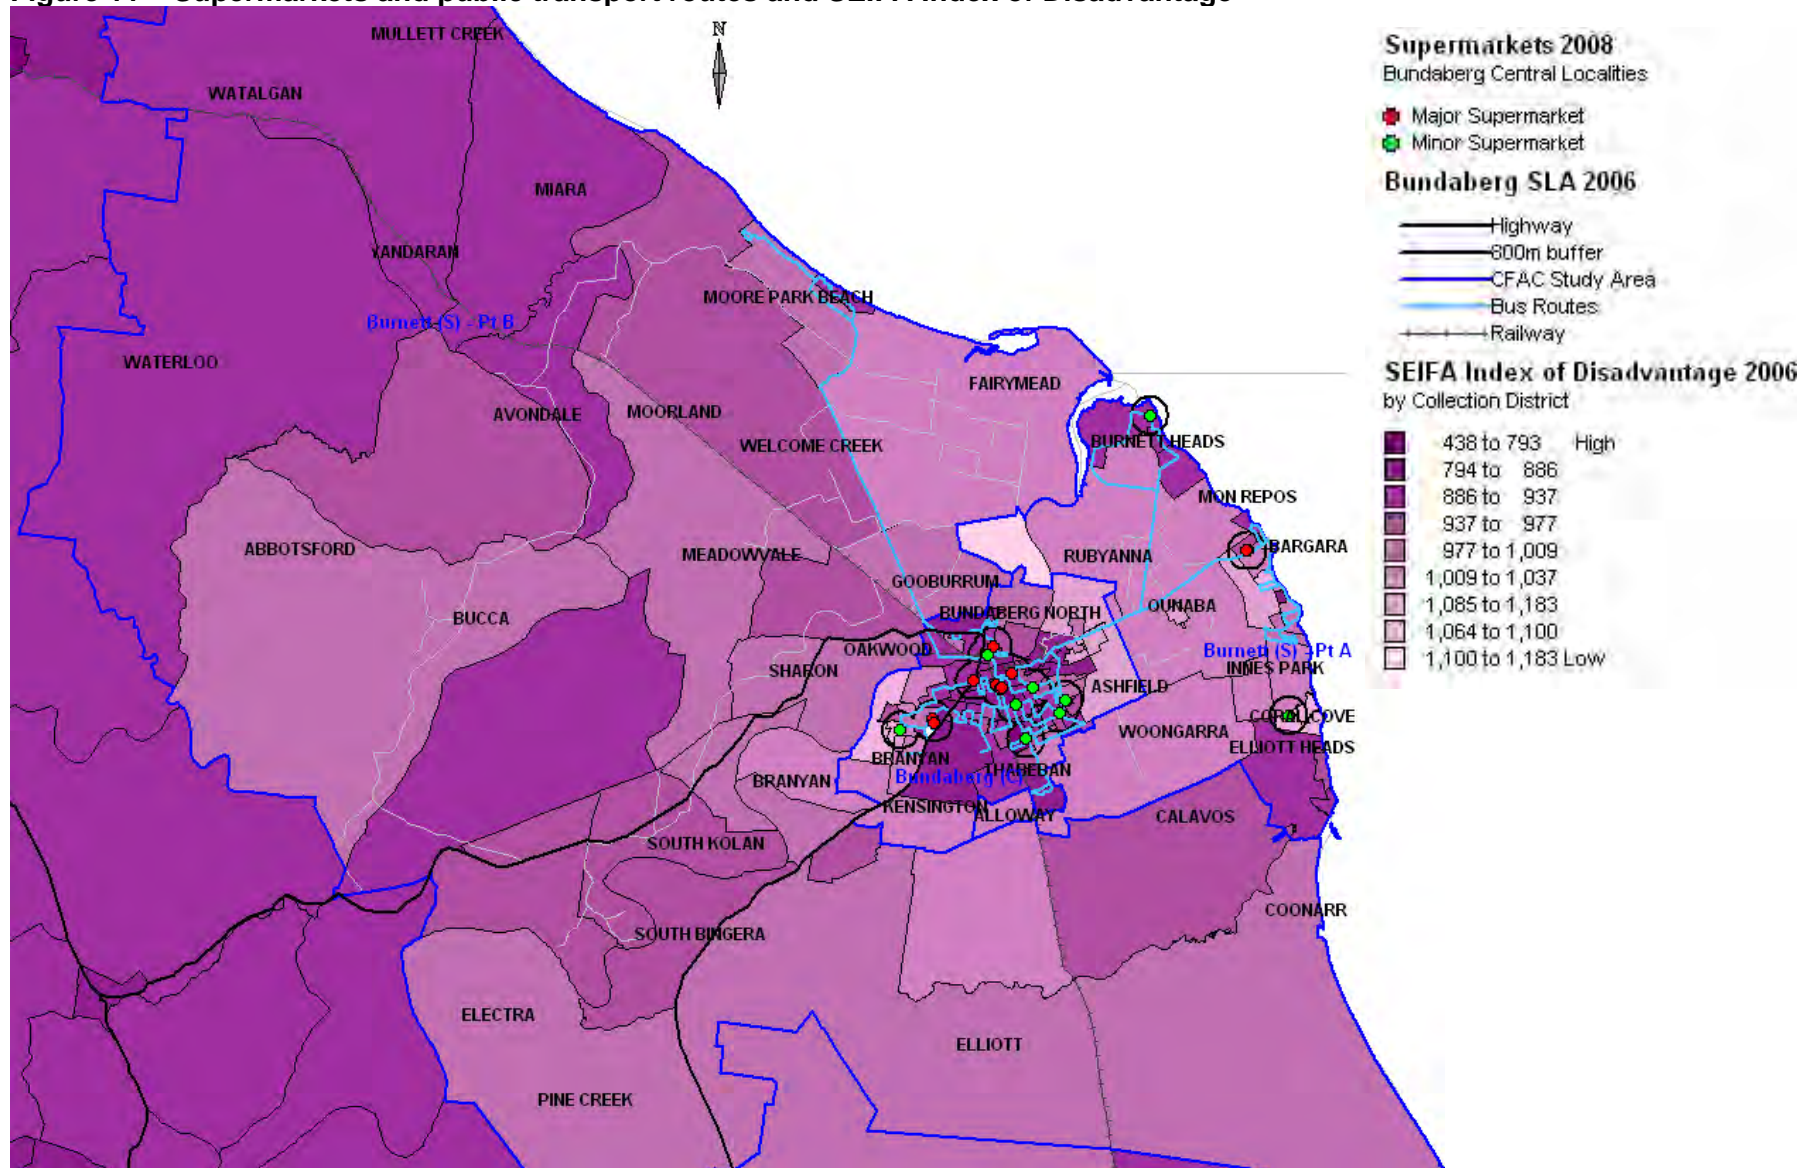 N
MULLETT CREEK
WATALGAN
MIARA
YANDARAN
MOORE PARK BEACH
Burnett (S) - Pt B
WATERLOO
FAIRYMEAD
AVONDALE
MOORLAND
WELCOME CREEK
BURNETT HEADS
MON REPOS
ABBOTSFORD
MEADOWVALE
RUBYANNA
BARGARA
GOOBURRUM
BUCCA
BUNDABERG NORTH
OUNABA
OAKWOOD
Burnett (S) - Pt A
SHARON
INNES PARK
ASHFIELD
CORAL COVE
WOONGARRA
ELLIOTT HEADS
BRANYAN
THABEBAN
Bundaberg (C)
BRANYAN
KENSINGTON
ALLOWAY
CALAVOS
SOUTH KOLAN
COONARR
SOUTH BINGERA
ELECTRA
ELLIOTT
PINE CREEK
Supermarkets 2008
Bundaberg Central Localities
Major Supermarket
Minor Supermarket
Bundaberg SLA 2006
Highway
800m buffer
CFAC Study Area
Bus Routes
Railway
SEIFA Index of Disadvantage 2006
by Collection District
438 to 793 High
794 to 886
886 to 937
937 to 977
977 to 1,009
1,009 to 1,037
1,085 to 1,183
1,064 to 1,100
1,100 to 1,183 Low